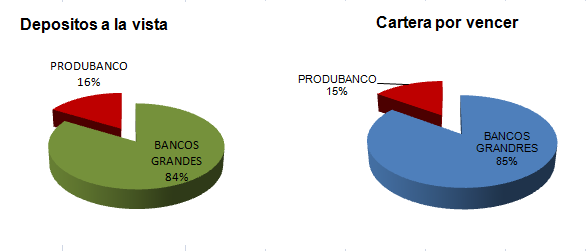 Depositos a la vista
PRODUBANCO
16%
BANCOS
GRANDES
84%
Cartera por vencer
PRODUBANCO
15%
BANCOS
GRANDRES
85%